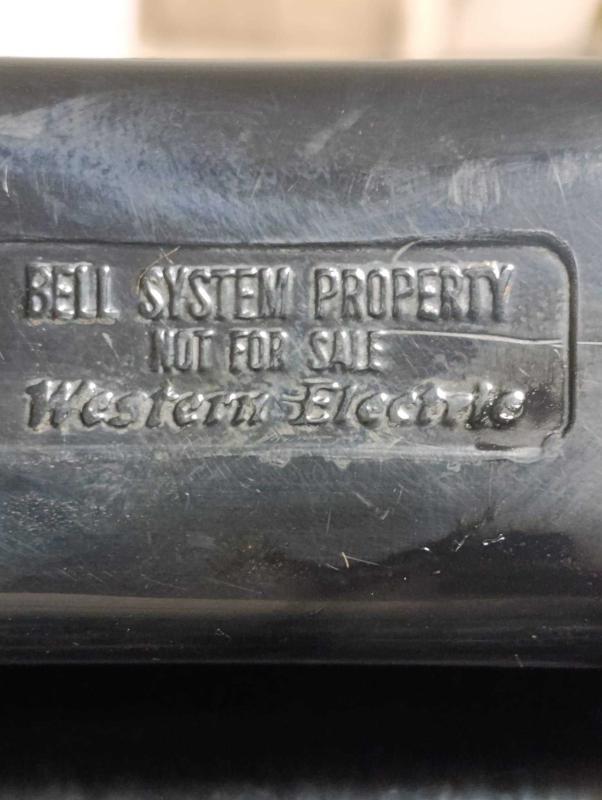 BELL SYSTEM PROPERTY
NOT FOR SALE
Western Electric